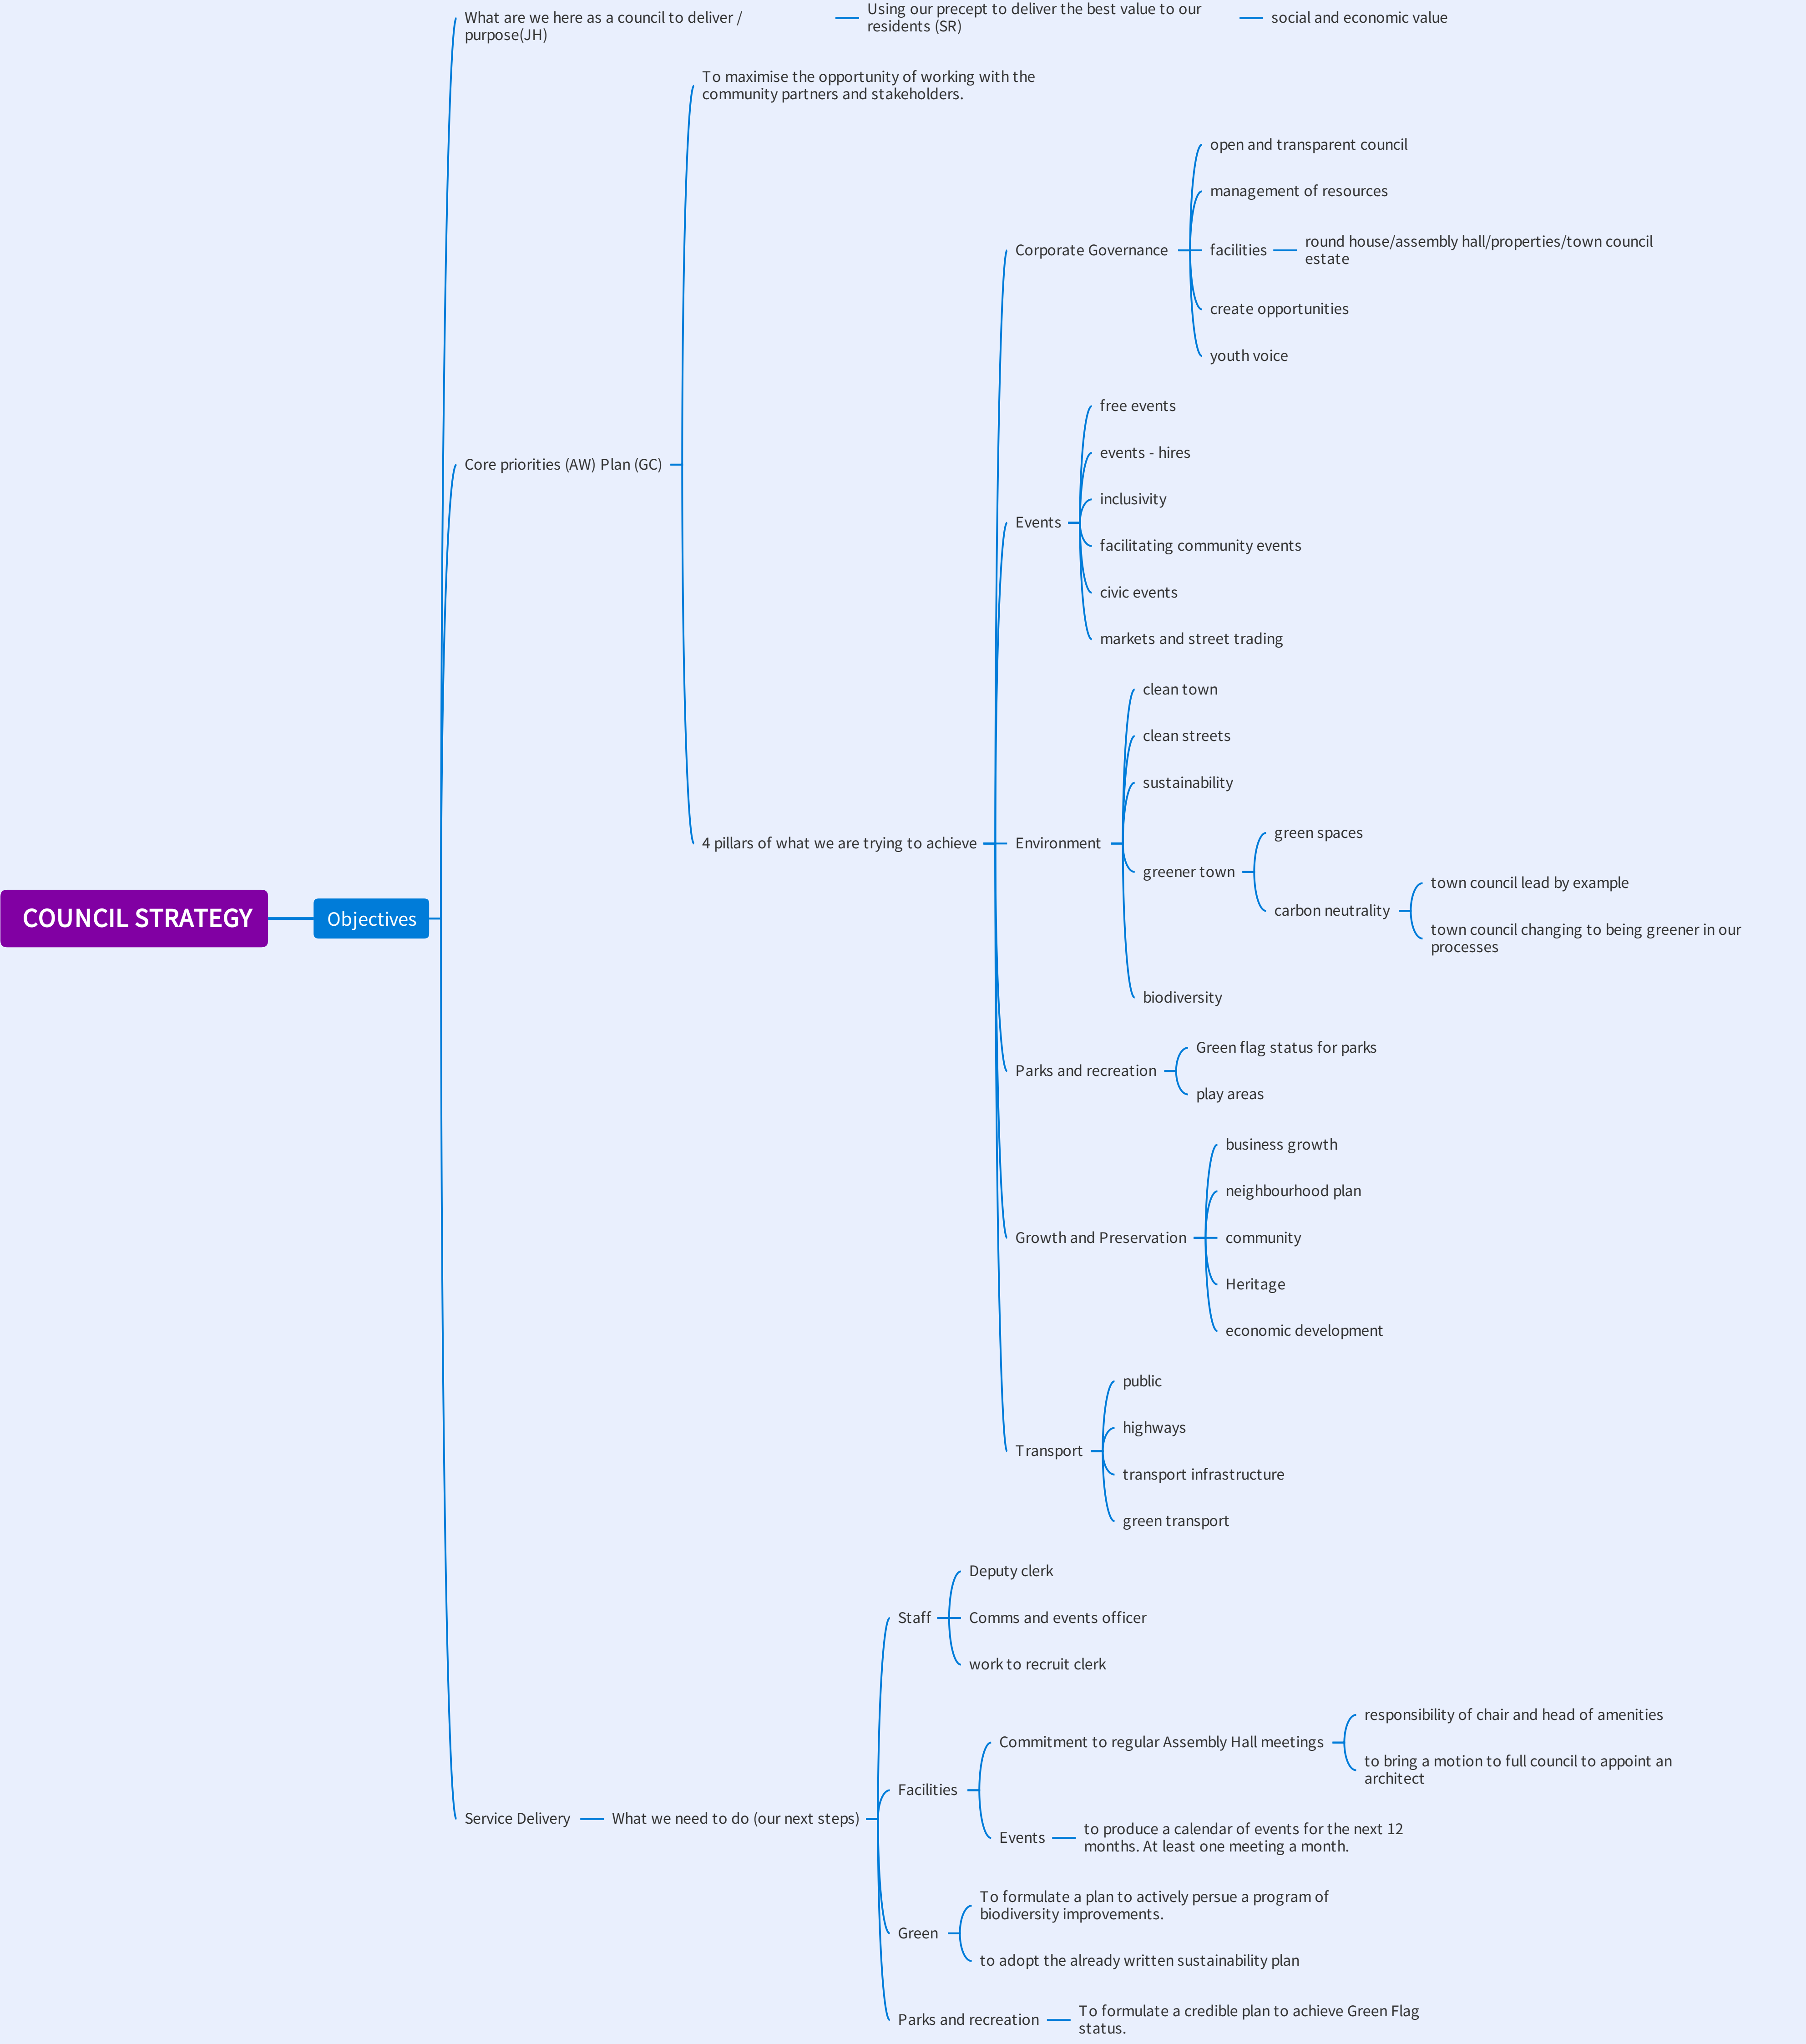 What are we here as a council to deliver /
purpose(JH)
Using our precept to deliver the best value to our
residents (SR)
social and economic value
To maximise the opportunity of working with the
community partners and stakeholders.
open and transparent council
management of resources
Corporate Governance
facilities
round house/assembly hall/properties/town council
estate
create opportunities
youth voice
free events
events - hires
Core priorities (AW) Plan (GC)
inclusivity
Events
facilitating community events
civic events
markets and street trading
clean town
clean streets
sustainability
4 pillars of what we are trying to achieve
Environment
green spaces
greener town
town council lead by example
carbon neutrality
town council changing to being greener in our
processes
COUNCIL STRATEGY
Objectives
biodiversity
Green flag status for parks
Parks and recreation
play areas
business growth
neighbourhood plan
Growth and Preservation
community
Heritage
economic development
public
highways
Transport
transport infrastructure
green transport
Deputy clerk
Staff
Comms and events officer
work to recruit clerk
responsibility of chair and head of amenities
Commitment to regular Assembly Hall meetings
to bring a motion to full council to appoint an
architect
Facilities
Service Delivery
What we need to do (our next steps)
Events
to produce a calendar of events for the next 12
months. At least one meeting a month.
To formulate a plan to actively persue a program of
biodiversity improvements.
Green
to adopt the already written sustainability plan
Parks and recreation
To formulate a credible plan to achieve Green Flag
status.